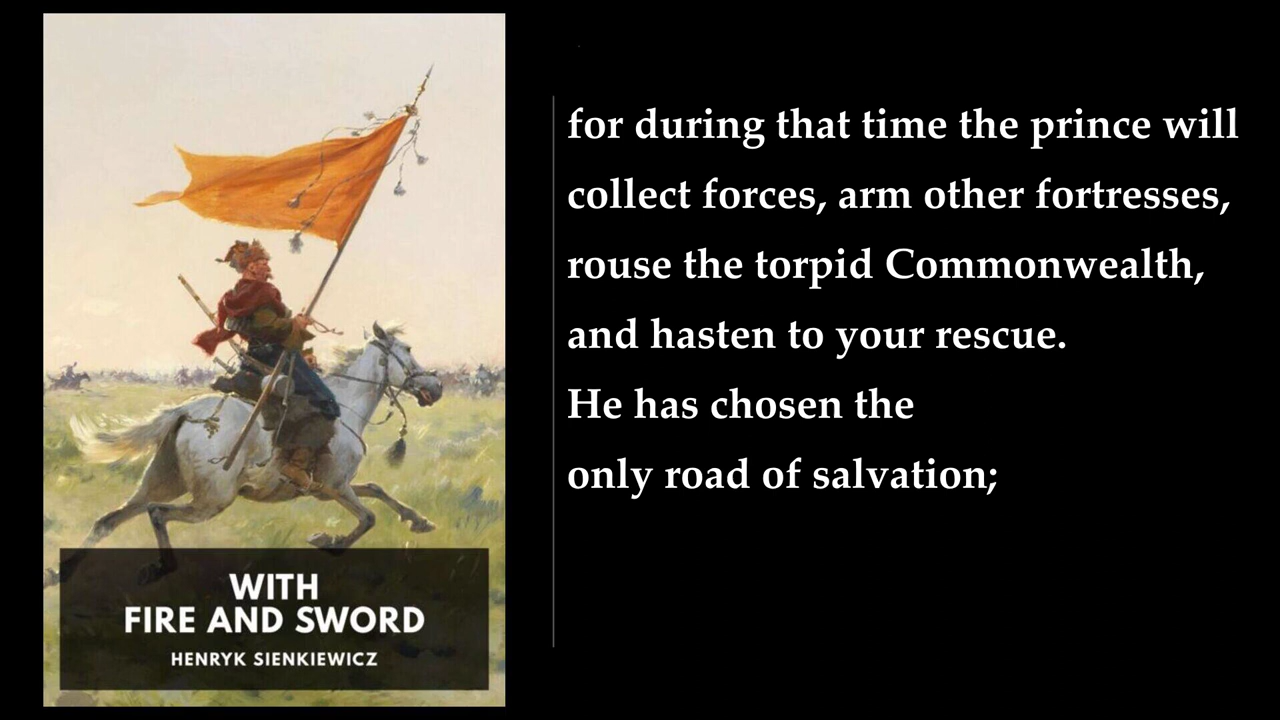 WITH
FIRE AND SWORD
HENRYK SIENKIEWICZ
for during that time the prince will
collect forces, arm other fortresses,
rouse the torpid Commonwealth,
and hasten to your rescue.
He has chosen the
only road of salvation;